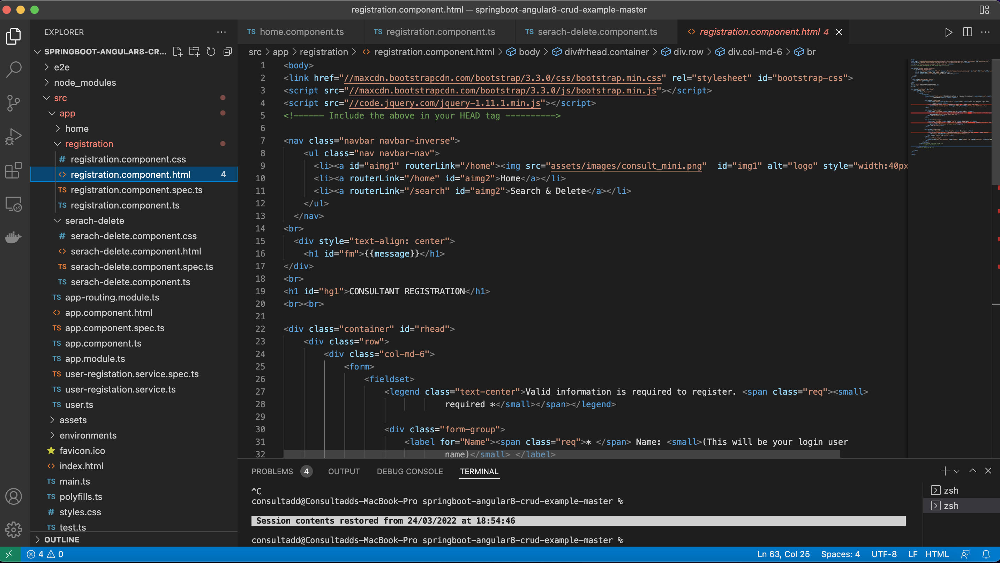 registration.component.html — springboot-angular8-crud-example-master
EXPLORER
SPRINGBOOT-ANGULAR8-CR...
e2e
node_modules
src
app
home
registration
# registration.component.css
<> registration.component.html 4
TS registration.component.spec.ts
TS registration.component.ts
serach-delete
# serach-delete.component.css
<> serach-delete.component.html
TS serach-delete.component.spec.ts
TS serach-delete.component.ts
TS app-routing.module.ts
<> app.component.html
TS app.component.spec.ts
TS app.component.ts
TS app.module.ts
TS user-registation.service.spec.ts
TS user-registation.service.ts
TS user.ts
assets
environments
favicon.ico
<> index.html
TS main.ts
TS polyfills.ts
# styles.css
TS test.ts
OUTLINE
TS home.component.ts TS registration.component.ts TS serach-delete.component.ts <> registration.component.html 4
src > app > registration > <> registration.component.html > body > div#rhead.container > div.row > div.col-md-6 > br
1 <body>
2 <link href="//maxcdn.bootstrapcdn.com/bootstrap/3.3.0/css/bootstrap.min.css" rel="stylesheet" id="bootstrap-css">
3 <script src="//maxcdn.bootstrapcdn.com/bootstrap/3.3.0/js/bootstrap.min.js"></script>
4 <script src="//code.jquery.com/jquery-1.11.1.min.js"></script>
5 <!------ Include the above in your HEAD tag ---------->
6
7 <nav class="navbar navbar-inverse">
8 <ul class="nav navbar-nav">
9 <li><a id="aimg1" routerLink="/home"><img src="assets/images/consult_mini.png"  id="img1" alt="logo" style="width:40px
10 <li><a routerLink="/home" id="aimg2">Home</a></li>
11 <li><a routerLink="/search" id="aimg2">Search & Delete</a></li>
12 </ul>
13 </nav>
14 <br>
15 <div style="text-align: center">
16 <h1 id="fm">{{message}}</h1>
17 </div>
18 <br>
19 <h1 id="hg1">CONSULTANT REGISTRATION</h1>
20 <br><br>
21
22 <div class="container" id="rhead">
23 <div class="row">
24 <div class="col-md-6">
25 <form>
26 <fieldset>
27 <legend class="text-center">Valid information is required to register. <span class="req"><small>
28 required *</small></span></legend>
29
30 <div class="form-group">
31 <label for="Name"><span class="req">* </span> Name: <small>(This will be your login user
32 name)</small> </label>
PROBLEMS 4 OUTPUT DEBUG CONSOLE TERMINAL
^C
consultadd@Consultadds-MacBook-Pro springboot-angular8-crud-example-master %
Session contents restored from 24/03/2022 at 18:54:46
consultadd@Consultadds-MacBook-Pro springboot-angular8-crud-example-master %
zsh
zsh
4 0
Ln 63, Col 25 Spaces: 4 UTF-8 LF HTML